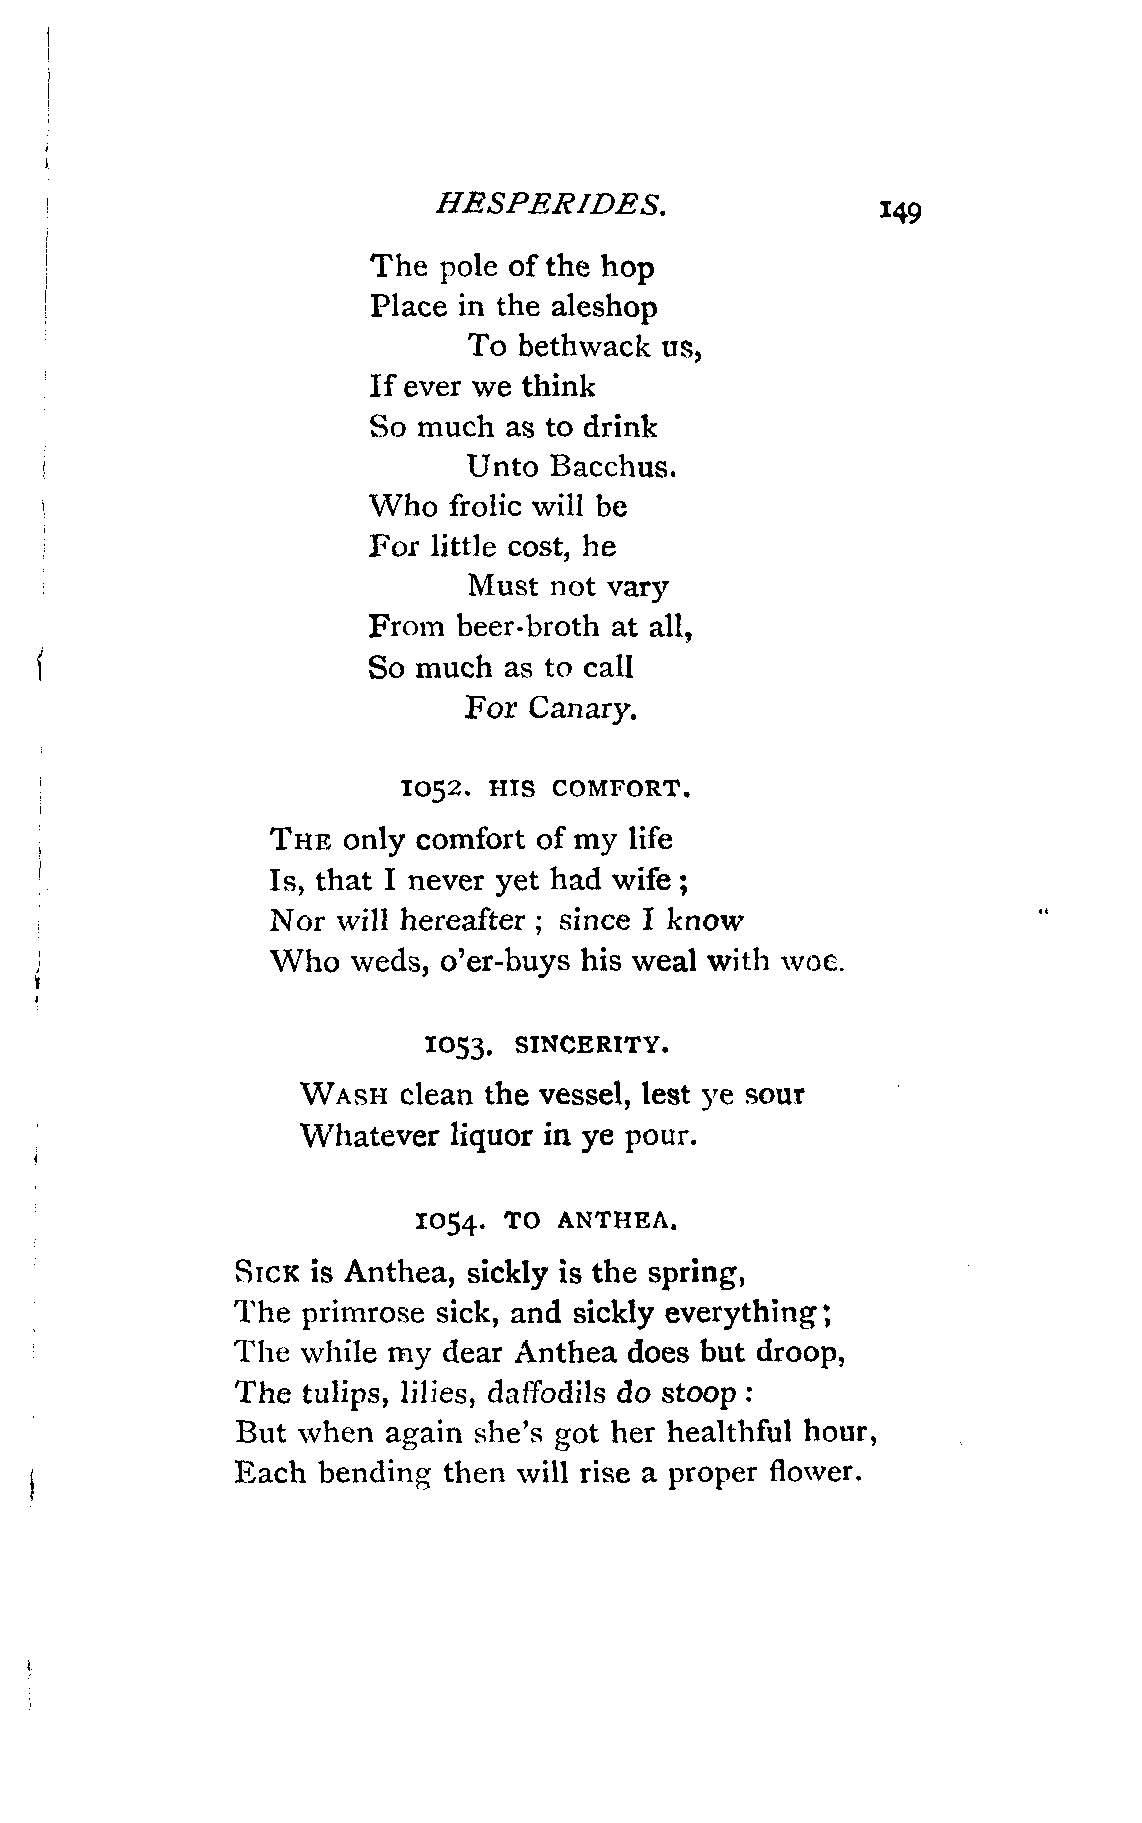 HESPERIDES. 149
The pole of the hop
Place in the aleshop
To bethwack us,
If ever we think
So much as to drink
Unto Bacchus.
Who frolic will be
For little cost, he
Must not vary
From beer-broth at all,
So much as to call
For Canary.
1052. HIS COMFORT.
THE only comfort of my life
Is, that I never yet had wife ;
Nor will hereafter ; since I know
Who weds, o'er-buys his weal with woe.
1053. SINCERITY.
WASH clean the vessel, lest ye sour
Whatever liquor in ye pour.
1054. TO ANTHEA.
SICK is Anthea, sickly is the spring,
The primrose sick, and sickly everything ;
The while my dear Anthea does but droop,
The tulips, lilies, daffodils do stoop :
But when again she's got her healthful hour,
Each bending then will rise a proper flower.